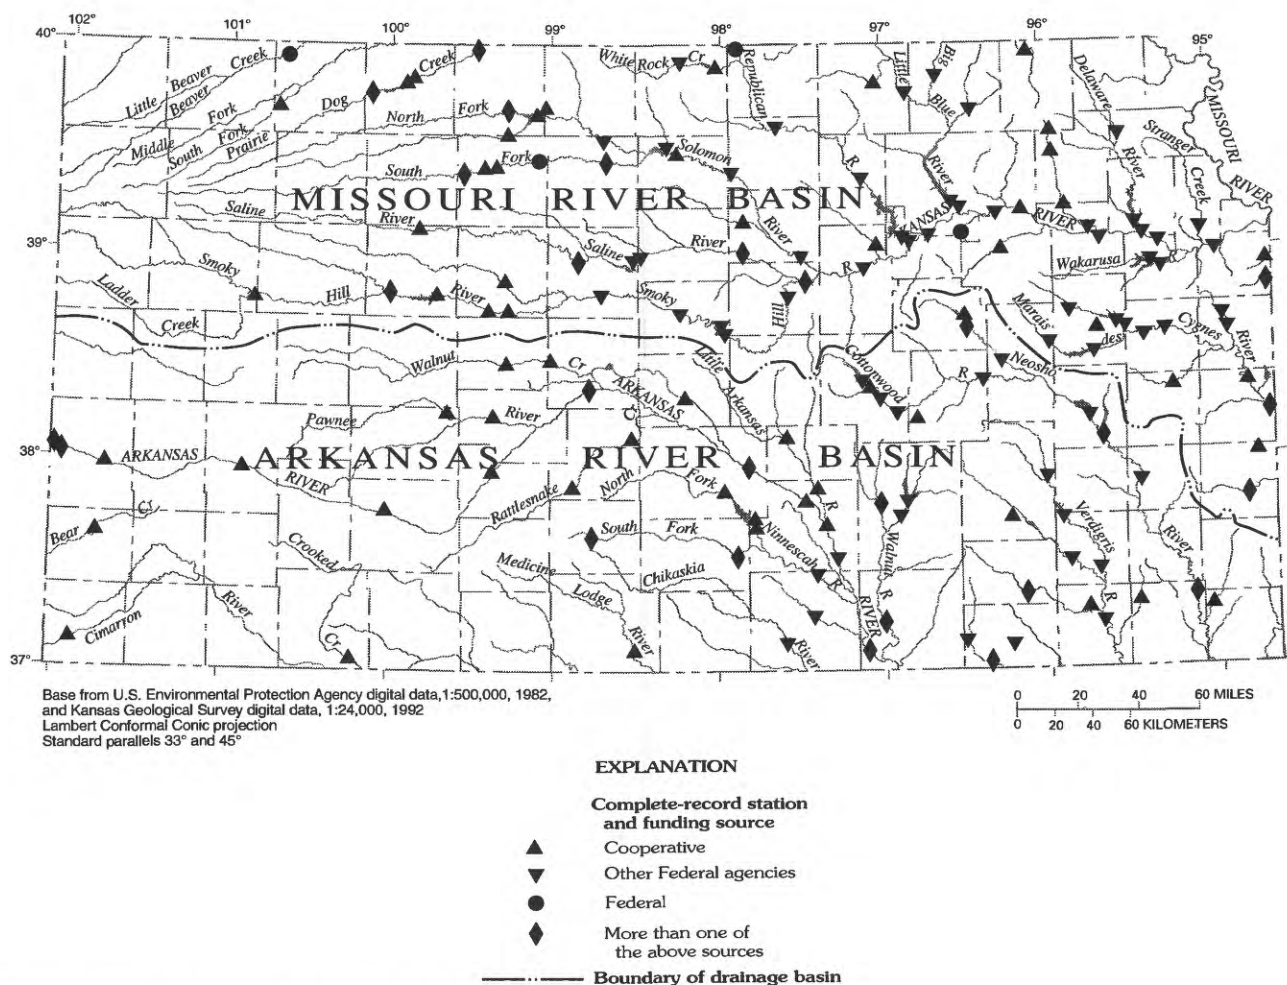 102°
101°
100°
99°
98°
97°
96°
95°
40°
39°
38°
37°
Little Beaver Creek
Beaver
Middle Fork
South Fork
Prairie Dog Creek
North Fork
South Fork
Solomon
River
White Rock Cr
Republican
R
Little
Big
Blue
River
Delaware
River
Stranger
Creek
MISSOURI
RIVER
MISSOURI RIVER BASIN
KANSAS
RIVER
Saline
River
Saline
River
Wakarusa
R
Smoky
Hill
River
Smoky
Hill
R
Ladder
Creek
Marais
des
Cygnes
River
Walnut
Cr
Little
Arkansas
R
Cottonwood
R
Neosho
River
ARKANSAS
Pawnee
River
Cr
ARKANSAS
RIVER
ARKANSAS RIVER BASIN
Rattlesnake
North
Fork
South
Fork
Ninnescah
R
Bear
Cr
Crooked
Cr
Medicine
Lodge
River
Chikaskia
River
Walnut
R
RIVER
Verdigris
R
Cimarron
River
Base from U.S. Environmental Protection Agency digital data,1:500,000, 1982,
and Kansas Geological Survey digital data, 1:24,000, 1992
Lambert Conformal Conic projection
Standard parallels 33° and 45°
0 20 40 60 MILES
0 20 40 60 KILOMETERS
EXPLANATION
Complete-record station
and funding source
Cooperative
Other Federal agencies
Federal
More than one of
the above sources
Boundary of drainage basin